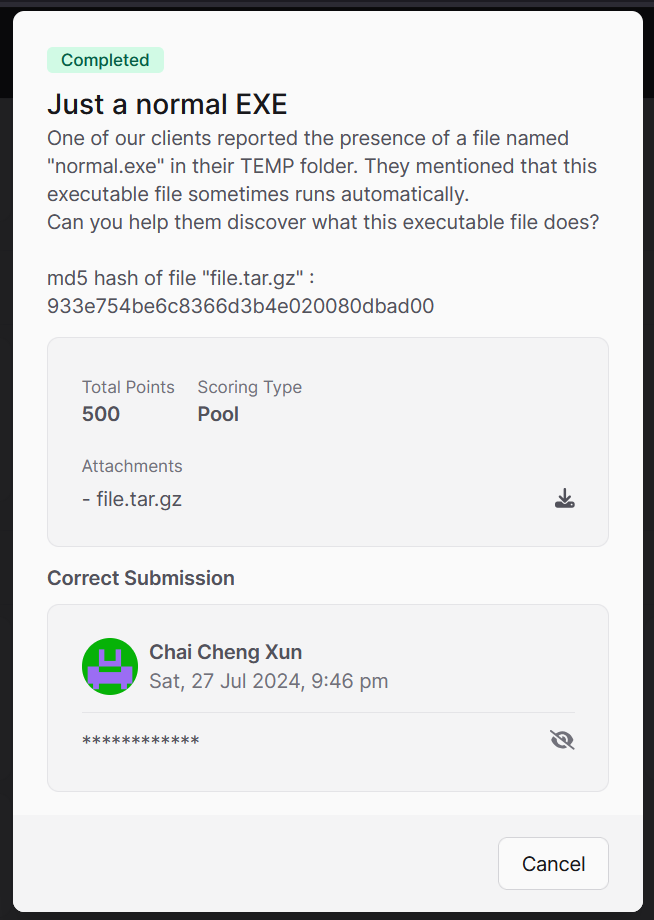 Completed
Just a normal EXE
One of our clients reported the presence of a file named
"normal.exe" in their TEMP folder. They mentioned that this
executable file sometimes runs automatically.
Can you help them discover what this executable file does?
md5 hash of file "file.tar.gz" :
933e754be6c8366d3b4e020080dbad00
Total Points Scoring Type
500 Pool
Attachments
- file.tar.gz
Correct Submission
Chai Cheng Xun
Sat, 27 Jul 2024, 9:46 pm
************
Cancel